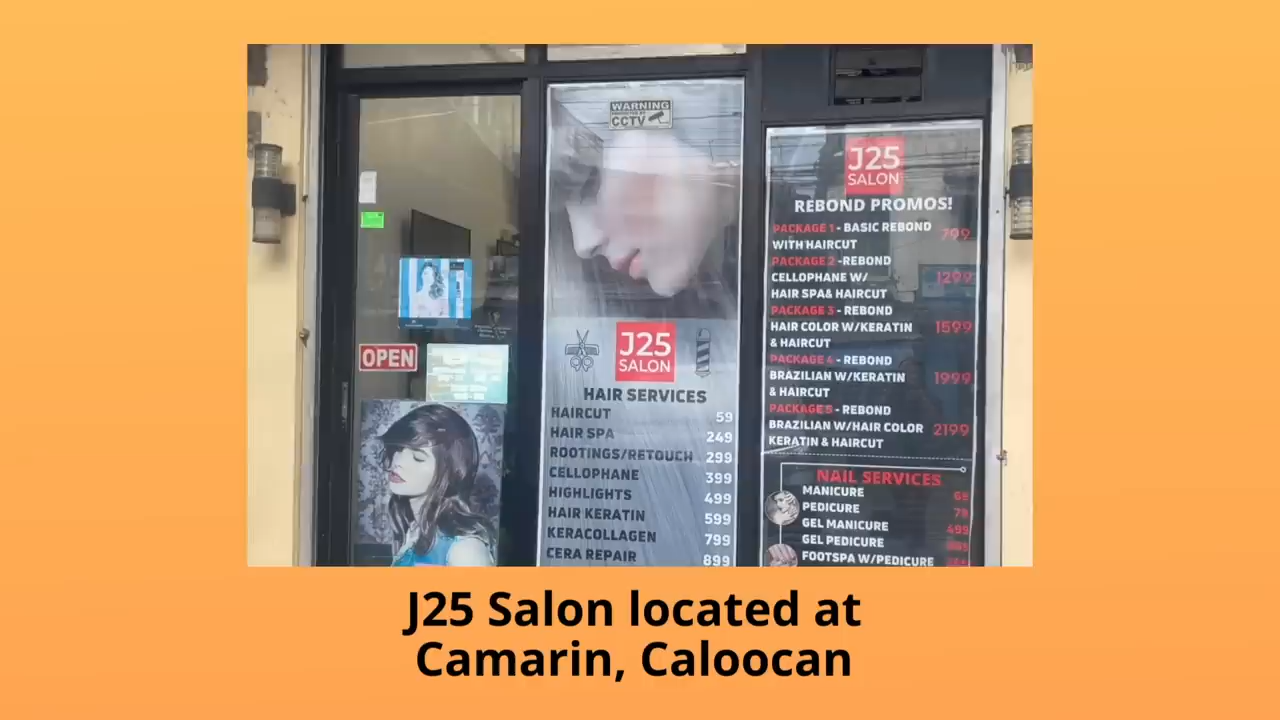 WARNING
PROTECTED BY
CCTV
J25
SALON
REBOND PROMOS!
PACKAGE 1 - BASIC REBOND
WITH HAIRCUT
799
PACKAGE 2 -REBOND
CELLOPHANE W/
HAIR SPA& HAIRCUT
1299
PACKAGE 3 - REBOND
HAIR COLOR W/KERATIN
& HAIRCUT
1599
PACKAGE 4 - REBOND
BRAZILIAN W/KERATIN
& HAIRCUT
1999
PACKAGE 5 - REBOND
BRAZILIAN W/HAIR COLOR
KERATIN & HAIRCUT
2199
NAIL SERVICES
MANICURE
PEDICURE
GEL MANICURE 499
GEL PEDICURE
FOOTSPA W/PEDICURE
OPEN
J25
SALON
HAIR SERVICES
HAIRCUT 59
HAIR SPA 249
ROOTINGS/RETOUCH 299
CELLOPHANE 399
HIGHLIGHTS 499
HAIR KERATIN 599
KERACOLLAGEN 799
CERA REPAIR 899
J25 Salon located at
Camarin, Caloocan